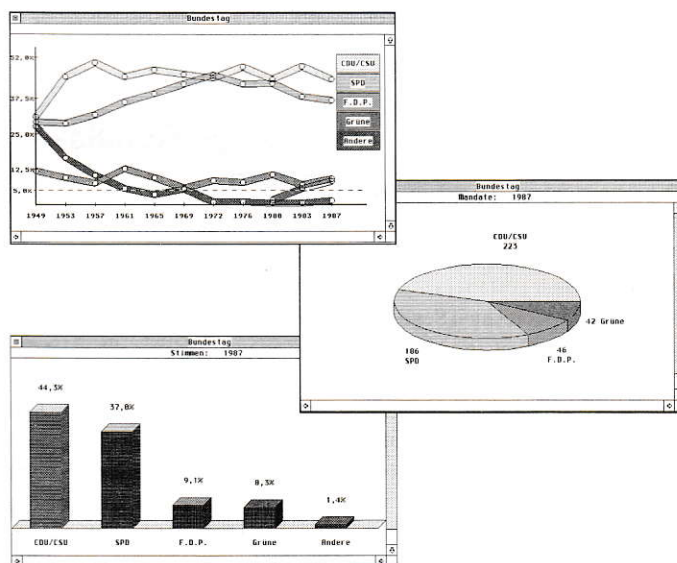 Bundestag
52,0%
37,5%
25,0%
12,5%
5,0%
CDU/CSU
SPD
F.D.P.
Grüne
Andere
1949 1953 1957 1961 1965 1969 1972 1976 1980 1983 1987
Bundestag
Mandate: 1987
CDU/CSU
223
42 Grüne
46
F.D.P.
186
SPD
Bundestag
Stimmen: 1987
44,3%
37,0%
9,1%
8,3%
1,4%
CDU/CSU SPD F.D.P. Grüne Andere